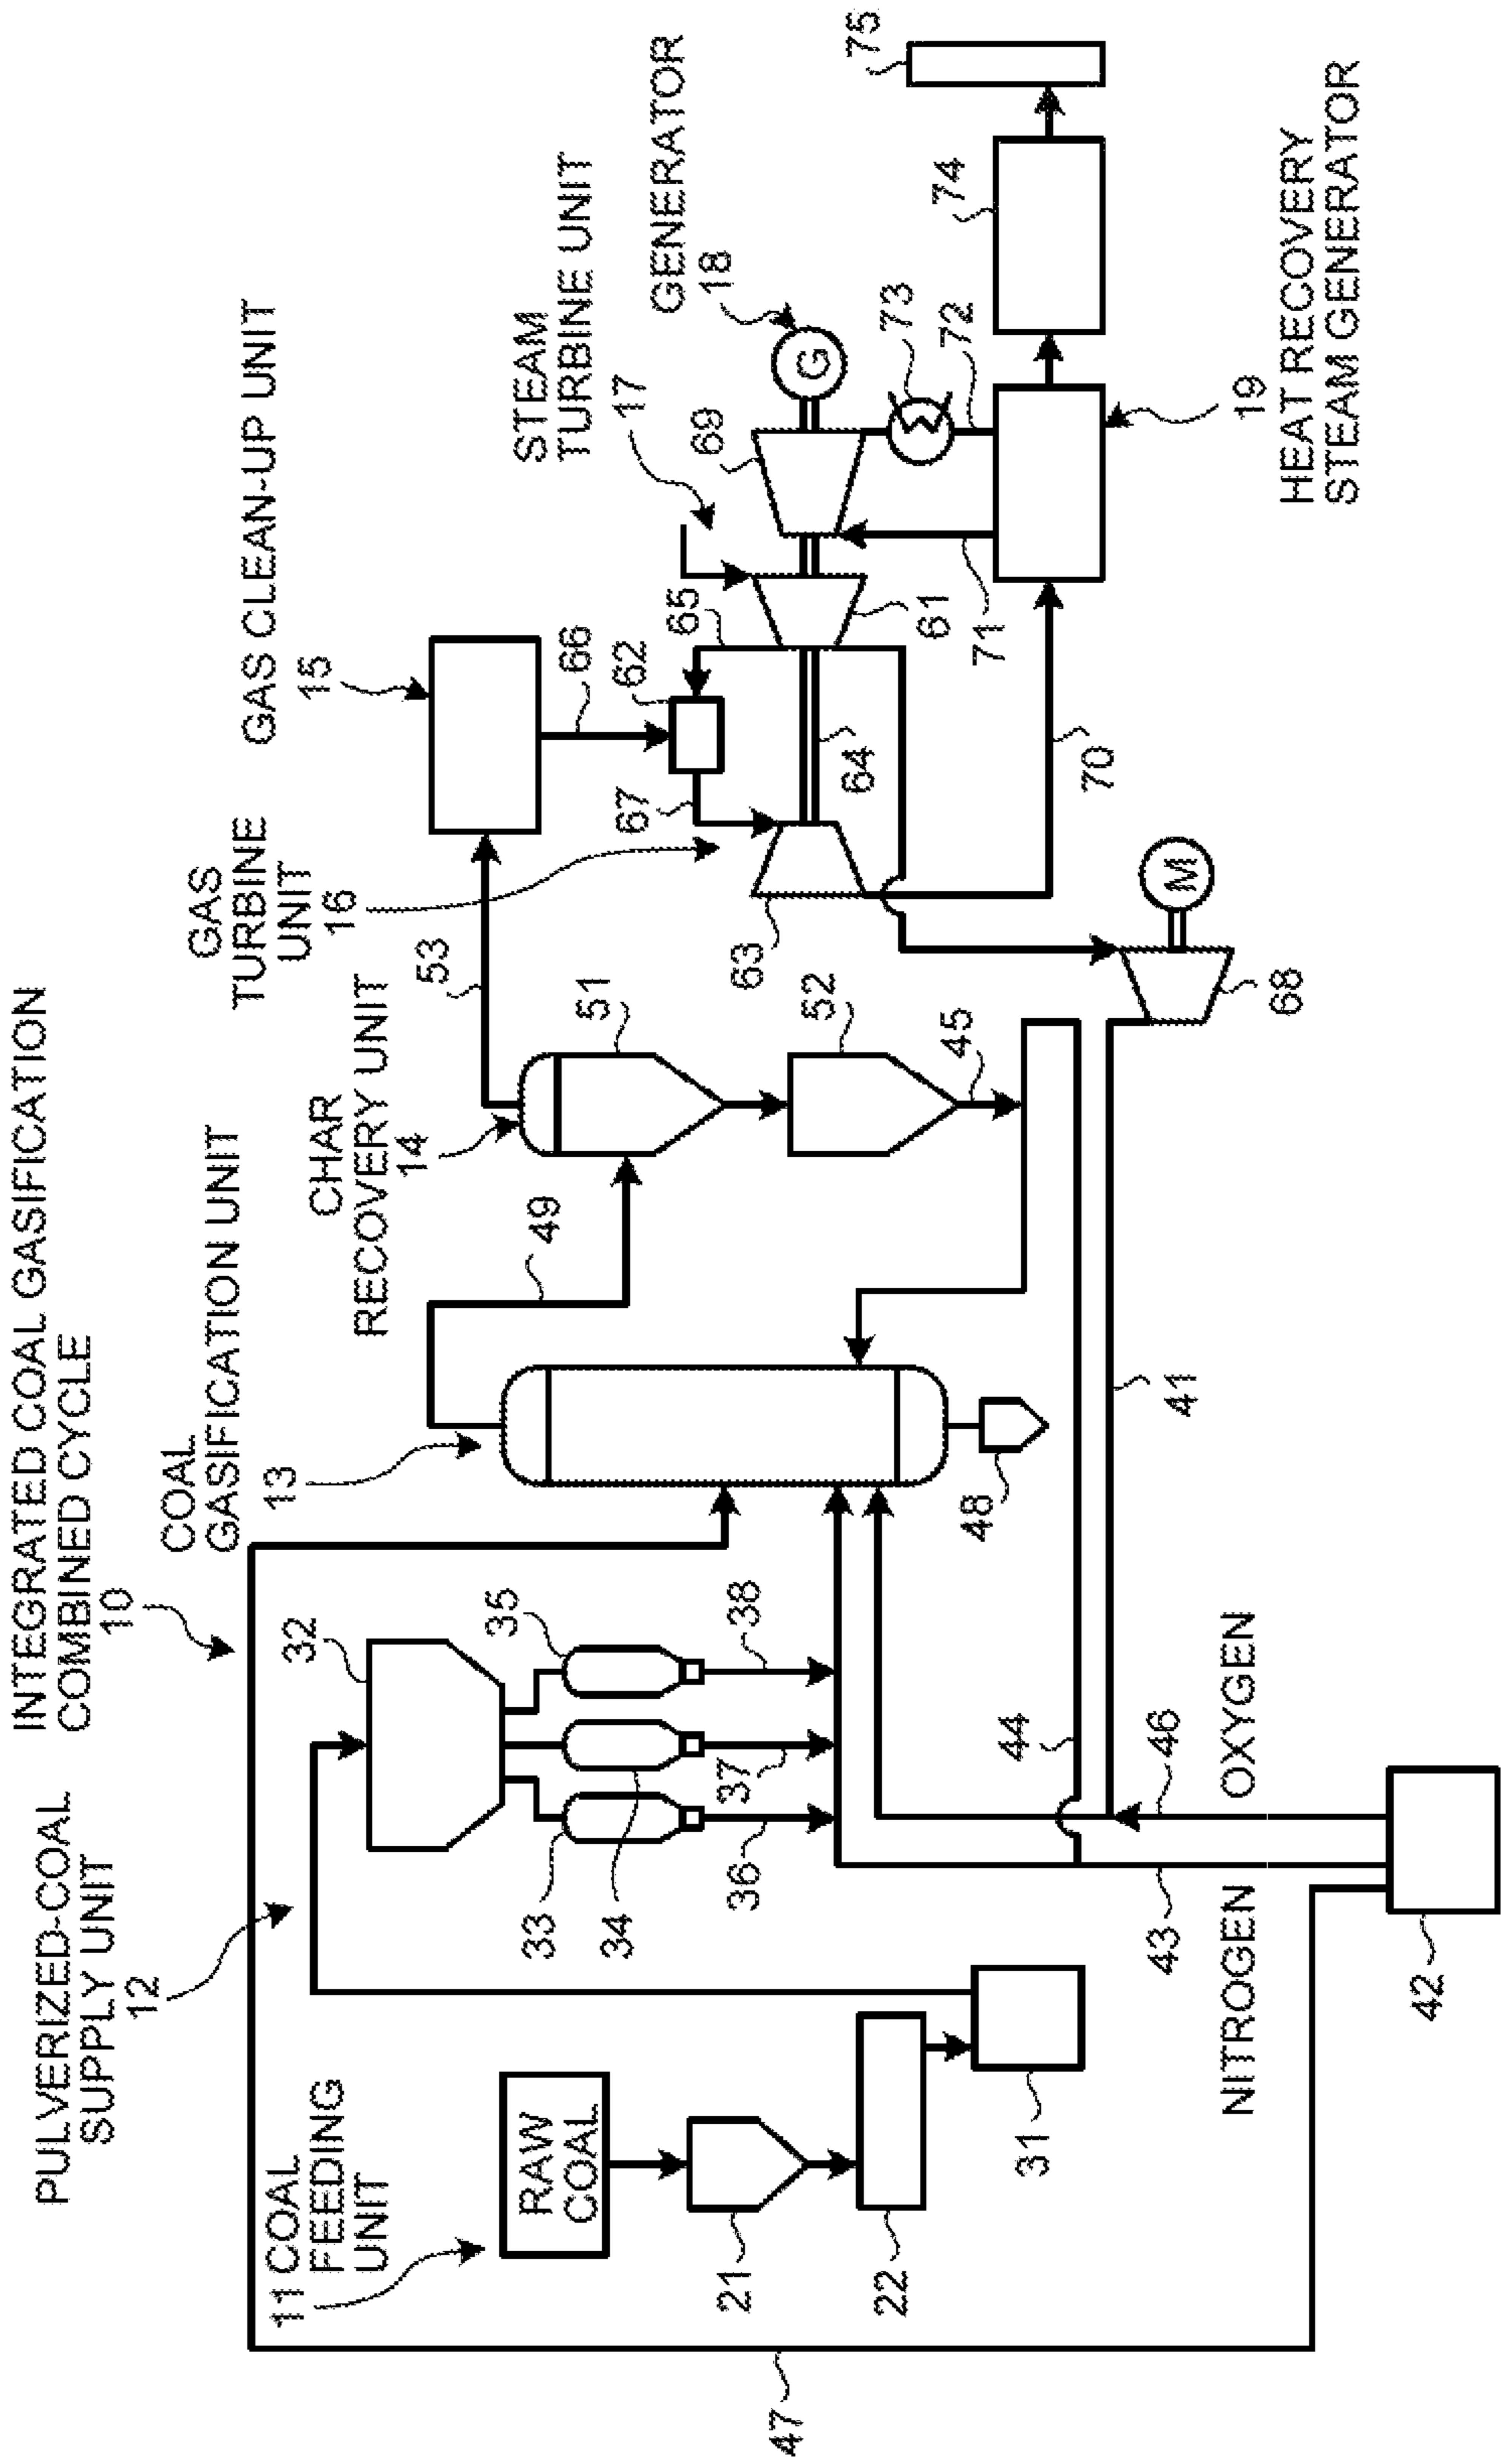 INTEGRATED COAL GASIFICATION
COMBINED CYCLE
10
PULVERIZED-COAL
SUPPLY UNIT
12
COAL
GASIFICATION UNIT
13
GAS
TURBINE
UNIT
16
GAS CLEAN-UP UNIT
15
11 COAL
FEEDING
UNIT
CHAR
RECOVERY UNIT
14
STEAM
TURBINE UNIT
17
GENERATOR
18
RAW
COAL
21
22
31
32
33
34
35
36
37
38
47
49
48
53
51
52
45
66
62
67
65
64
61
63
69
G
73
72
71
70
74
75
19
HEAT RECOVERY
STEAM GENERATOR
M
68
41
44
46
OXYGEN
43
NITROGEN
42